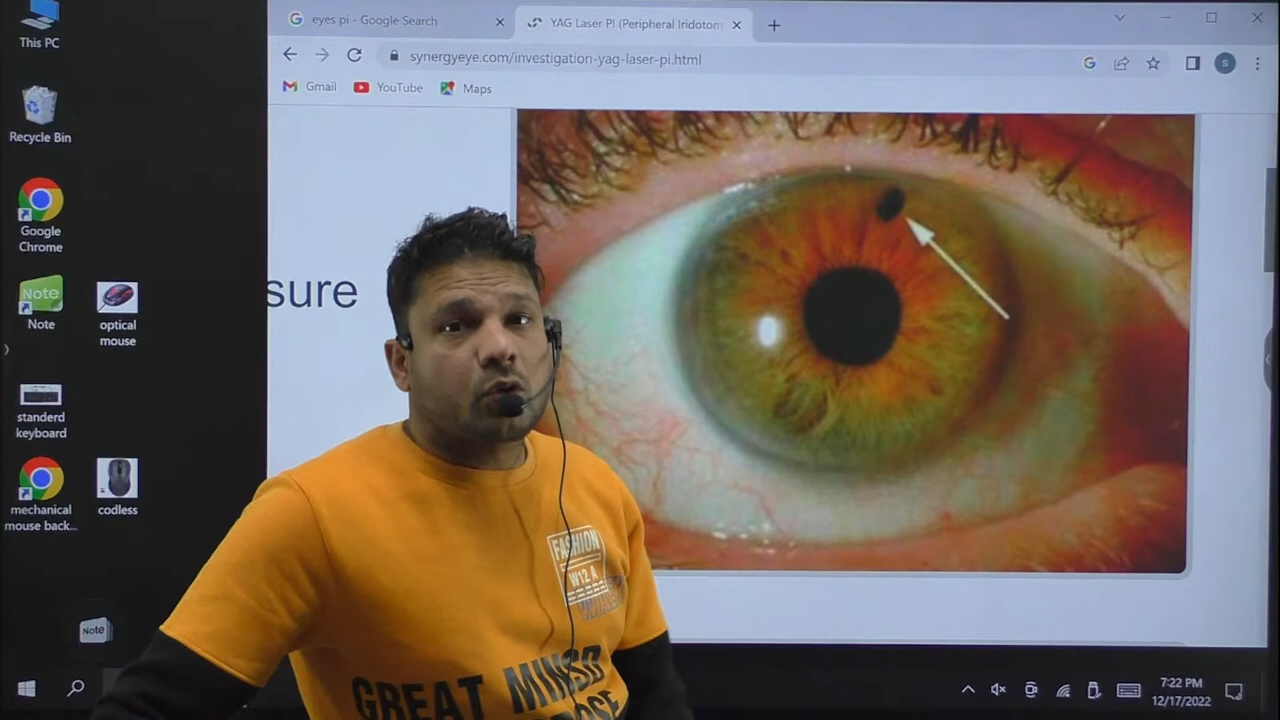 This PC
Recycle Bin
Google
Chrome
Note
Note
optical
mouse
standerd
keyboard
mechanical
mouse back...
codless
Note
eyes pi - Google Search
YAG Laser PI (Peripheral Iridotom
synergyeye.com/investigation-yag-laser-pi.html
S
Gmail
YouTube
Maps
sure
FASHION
W12 A
GREAT
7:22 PM
12/17/2022